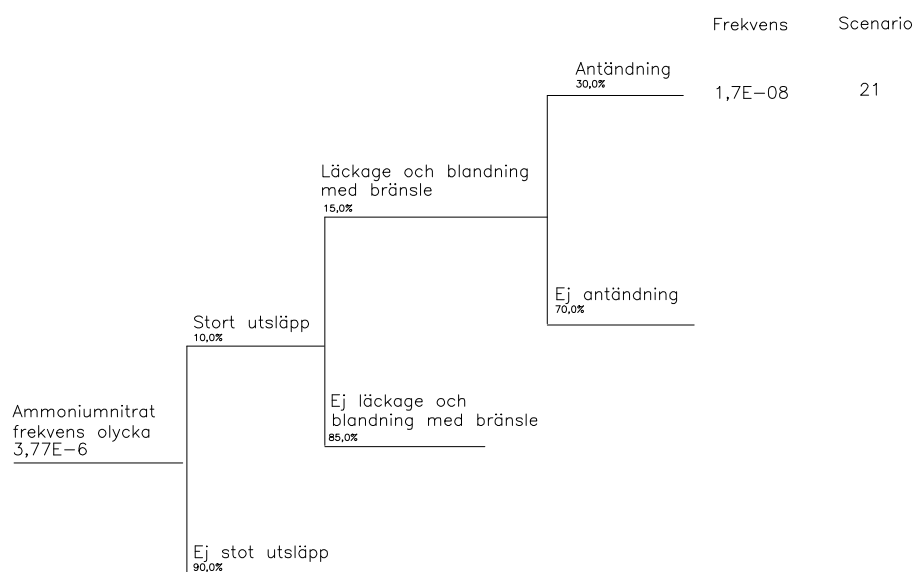 Frekvens Scenario
Antändning
30,0%
1,7E-08 21
Läckage och blandning
med bränsle
15,0%
Ej antändning
70,0%
Stort utsläpp
10,0%
Ej läckage och
blandning med bränsle
85,0%
Ammoniumnitrat
frekvens olycka
3,77E-6
Ej stot utsläpp
90,0%